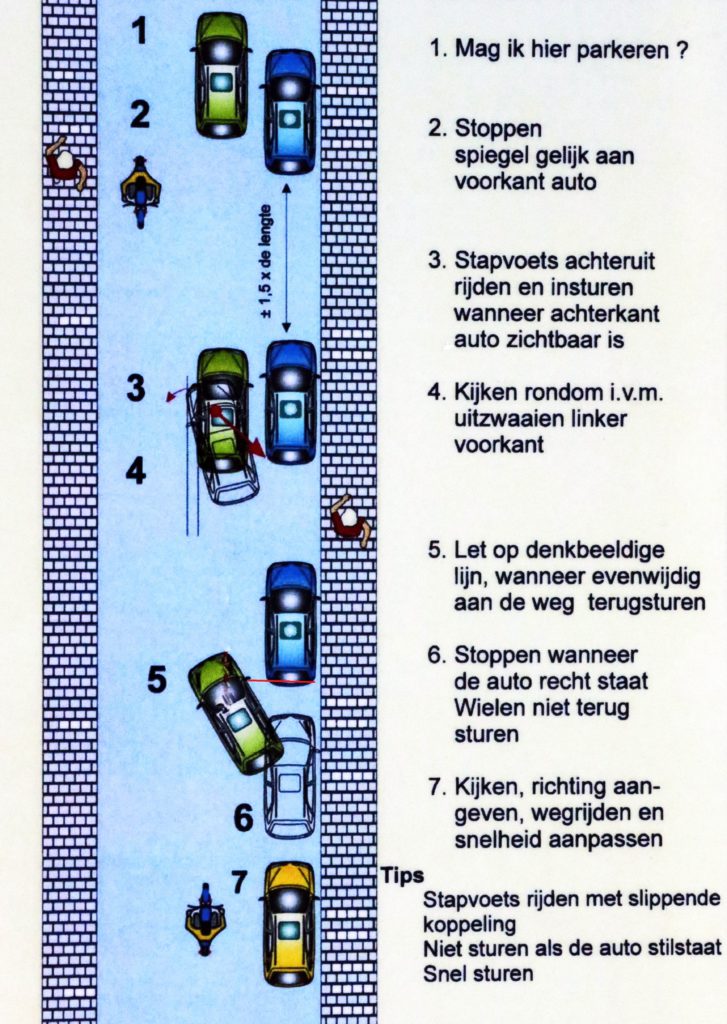 1
1. Mag ik hier parkeren ?
2
2. Stoppen
spiegel gelijk aan
voorkant auto
± 1,5 x de lengte
3. Stapvoets achteruit
rijden en insturen
wanneer achterkant
auto zichtbaar is
3
4. Kijken rondom i.v.m.
uitzwaaien linker
voorkant
4
5. Let op denkbeeldige
lijn, wanneer evenwijdig
aan de weg terugsturen
5
6. Stoppen wanneer
de auto recht staat
Wielen niet terug
sturen
6
7. Kijken, richting aan-
geven, wegrijden en
snelheid aanpassen
7
Tips
Stapvoets rijden met slippende
koppeling
Niet sturen als de auto stilstaat
Snel sturen